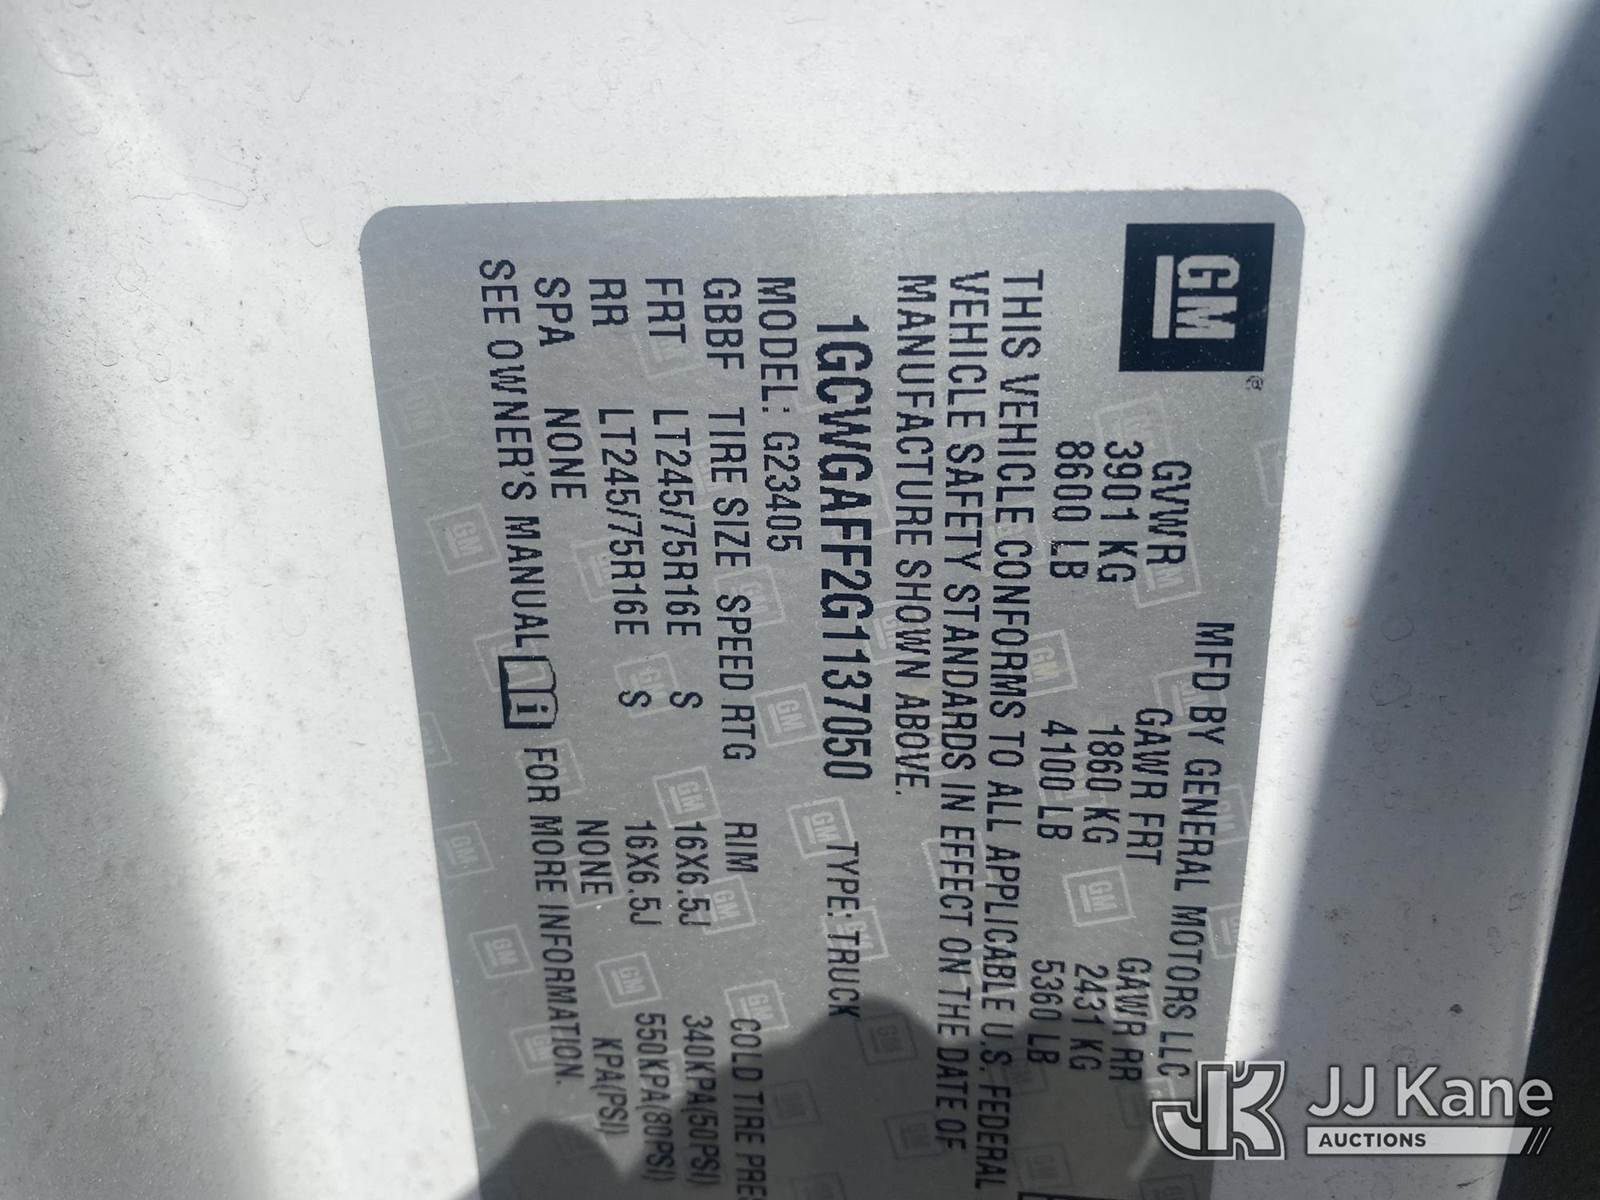 GM
MFD BY GENERAL MOTORS LLC
GVWR GAWR FRT GAWR RR
3901 KG 1860 KG 2431 KG
8600 LB 4100 LB 5360 LB
THIS VEHICLE CONFORMS TO ALL APPLICABLE U.S. FEDERAL
VEHICLE SAFETY STANDARDS IN EFFECT ON THE DATE OF
MANUFACTURE SHOWN ABOVE.
1GCWGAFF2G1137050 TYPE: TRUCK
MODEL: G23405
GBBF TIRE SIZE SPEED RTG RIM COLD TIRE PRE
FRT LT245/75R16E S 16X6.5J 340KPA(50PSI)
RR LT245/75R16E S 16X6.5J 550KPA(80PSI)
SPA NONE NONE KPA(PSI)
SEE OWNER'S MANUAL i FOR MORE INFORMATION.
JK JJ Kane
AUCTIONS